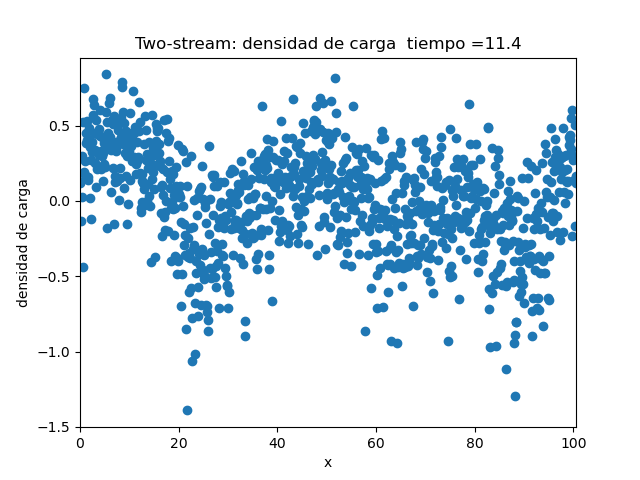 Two-stream: densidad de carga  tiempo =11.4
densidad de carga
0.5
0.0
−0.5
−1.0
−1.5
0 20 40 60 80 100
x